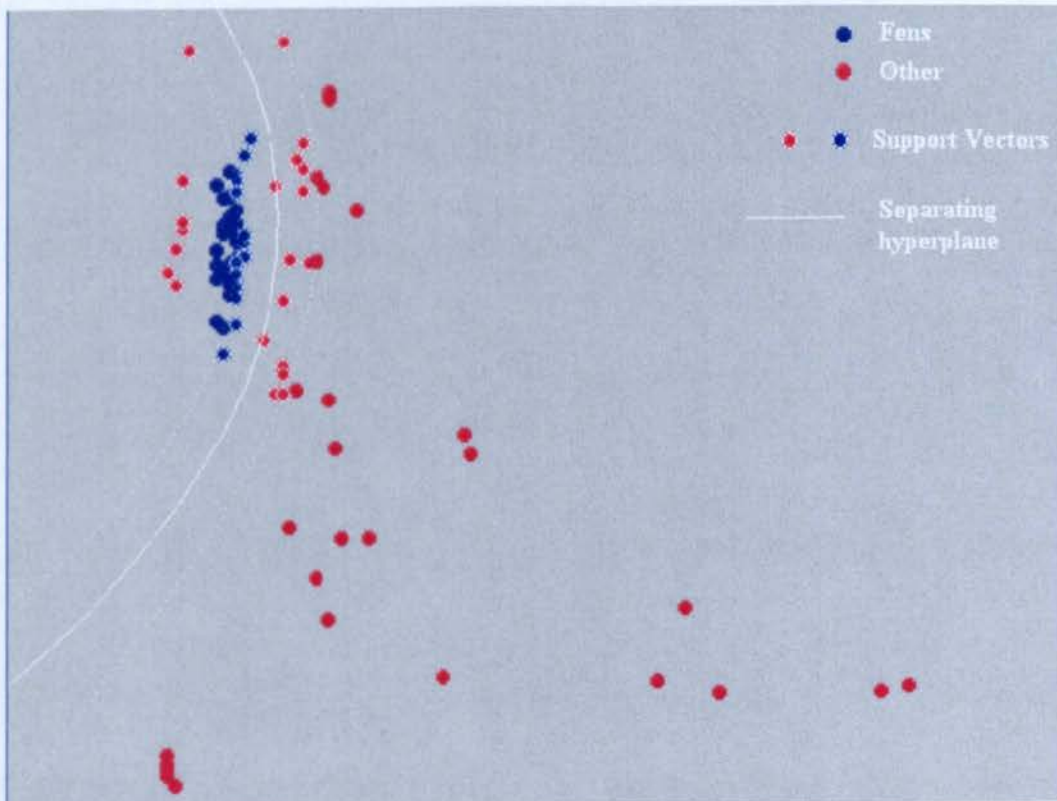 Fens
Other
Support Vectors
Separating
hyperplane